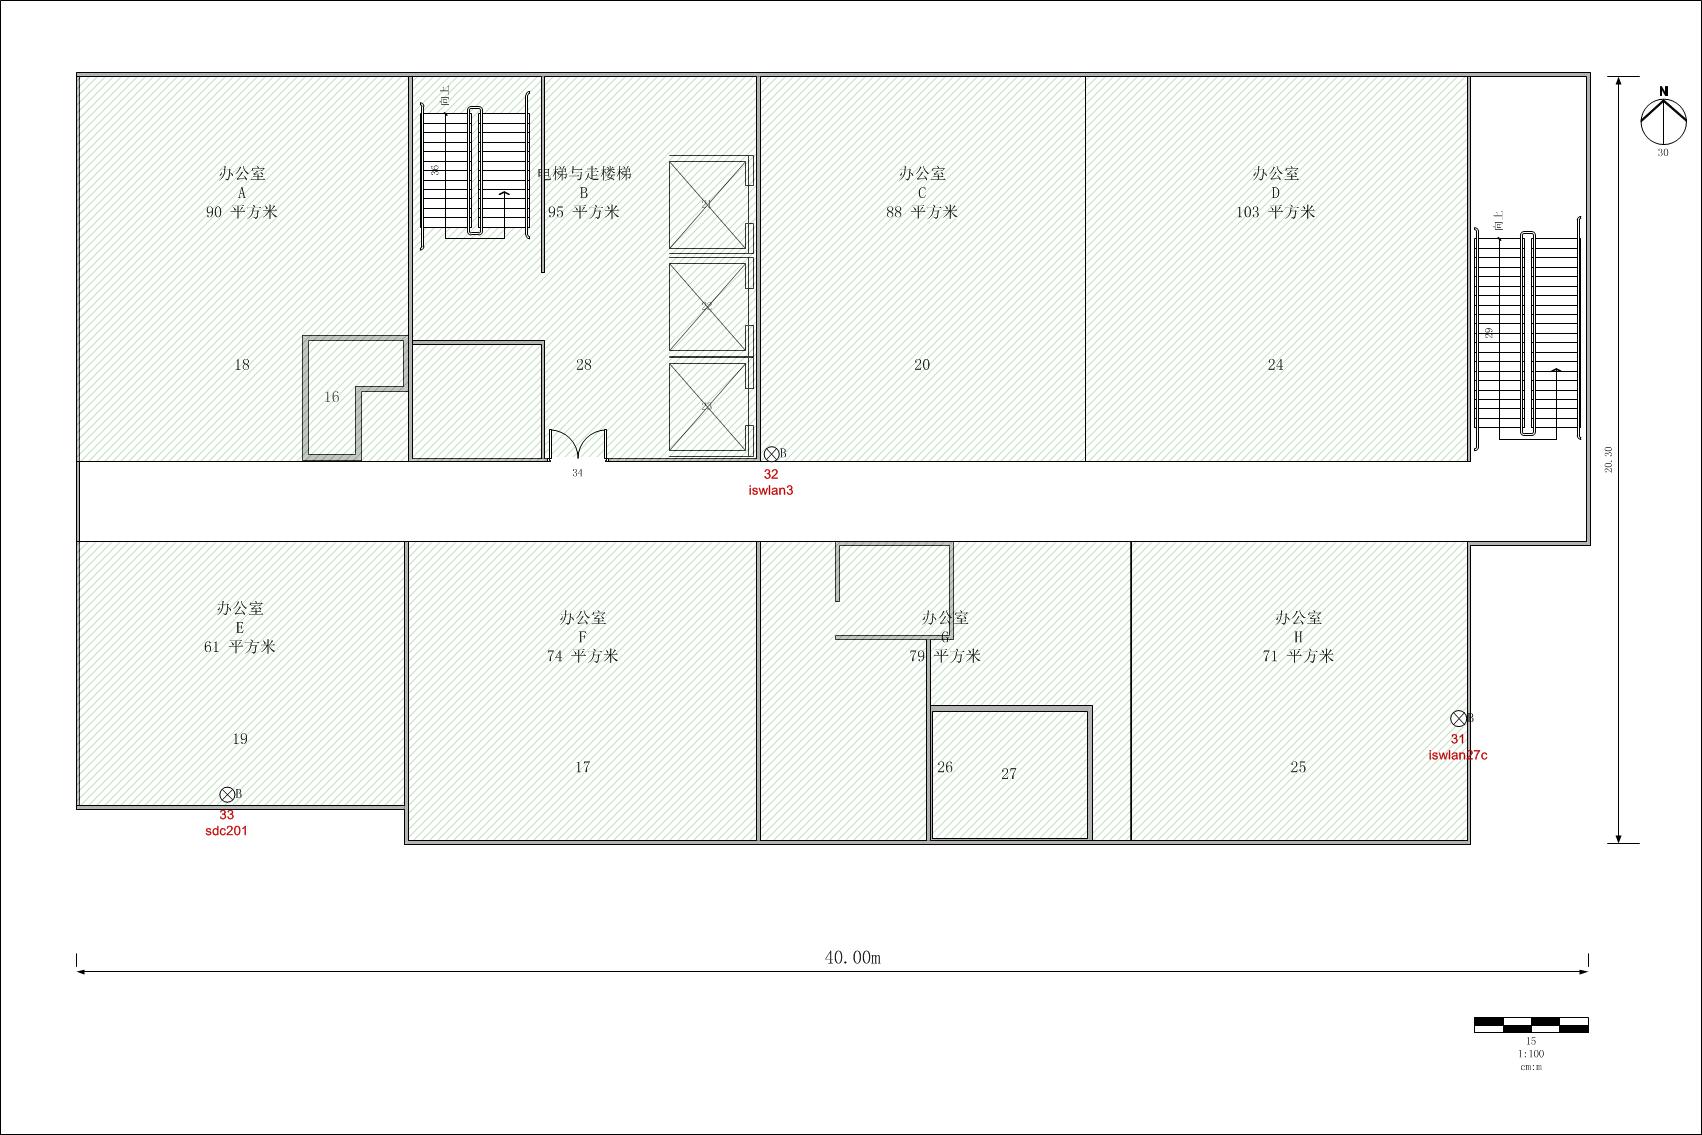 N
30
向上
36
办公室
A
90 平方米
电梯与走楼梯
B
95 平方米
办公室
C
88 平方米
办公室
D
103 平方米
21
22
23
向上
29
18
16
28
20
24
34
B
32
iswlan3
20.30
办公室
E
61 平方米
办公室
F
74 平方米
办公室
G
79 平方米
办公室
H
71 平方米
19
17
26
27
25
B
31
iswlan27c
B
33
sdc201
40.00m
15
1:100
cm:m